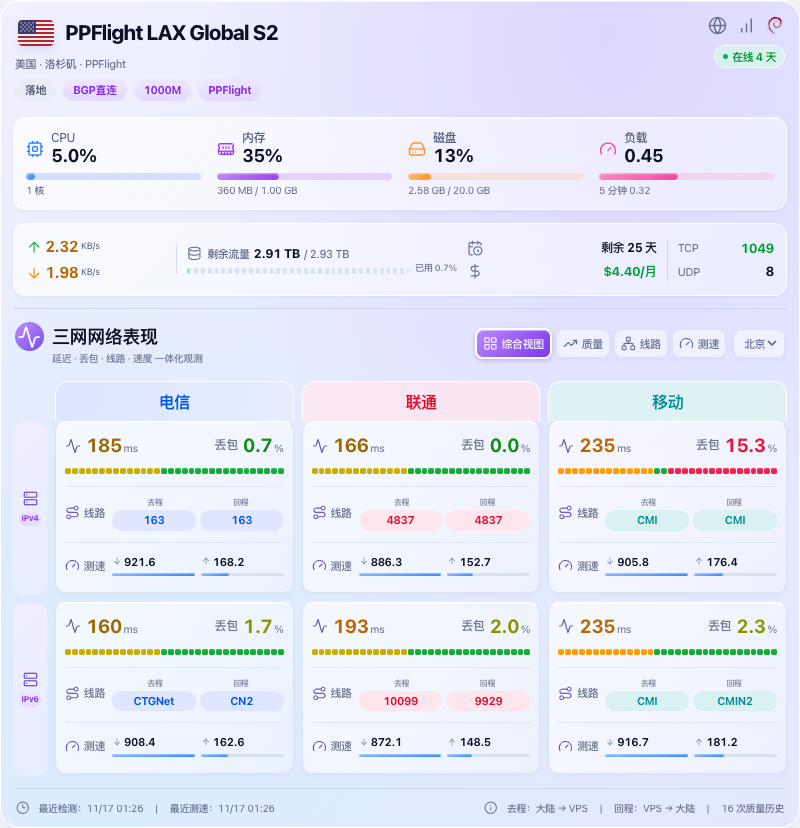 PPFlight LAX Global S2
美国 · 洛杉矶 · PPFlight
在线 4 天
落地 BGP直连 1000M PPFlight
CPU 5.0% 1 核
内存 35% 360 MB / 1.00 GB
磁盘 13% 2.58 GB / 20.0 GB
负载 0.45 5 分钟 0.32
↑ 2.32 KB/s
↓ 1.98 KB/s
剩余流量 2.91 TB / 2.93 TB
已用 0.7%
剩余 25 天
$ $4.40/月
TCP 1049
UDP 8
三网网络表现
延迟 · 丢包 · 线路 · 速度 一体化观测
综合视图 质量 线路 测速 北京
电信 联通 移动
IPv4
185ms 丢包 0.7%
线路 去程 163 回程 163
测速 ↓ 921.6 ↑ 168.2
166ms 丢包 0.0%
线路 去程 4837 回程 4837
测速 ↓ 886.3 ↑ 152.7
235ms 丢包 15.3%
线路 去程 CMI 回程 CMI
测速 ↓ 905.8 ↑ 176.4
IPv6
160ms 丢包 1.7%
线路 去程 CTGNet 回程 CN2
测速 ↓ 908.4 ↑ 162.6
193ms 丢包 2.0%
线路 去程 10099 回程 9929
测速 ↓ 872.1 ↑ 148.5
235ms 丢包 2.3%
线路 去程 CMI 回程 CMIN2
测速 ↓ 916.7 ↑ 181.2
最近检测：11/17 01:26 | 最近测速：11/17 01:26
去程：大陆 → VPS | 回程：VPS → 大陆 | 16 次质量历史